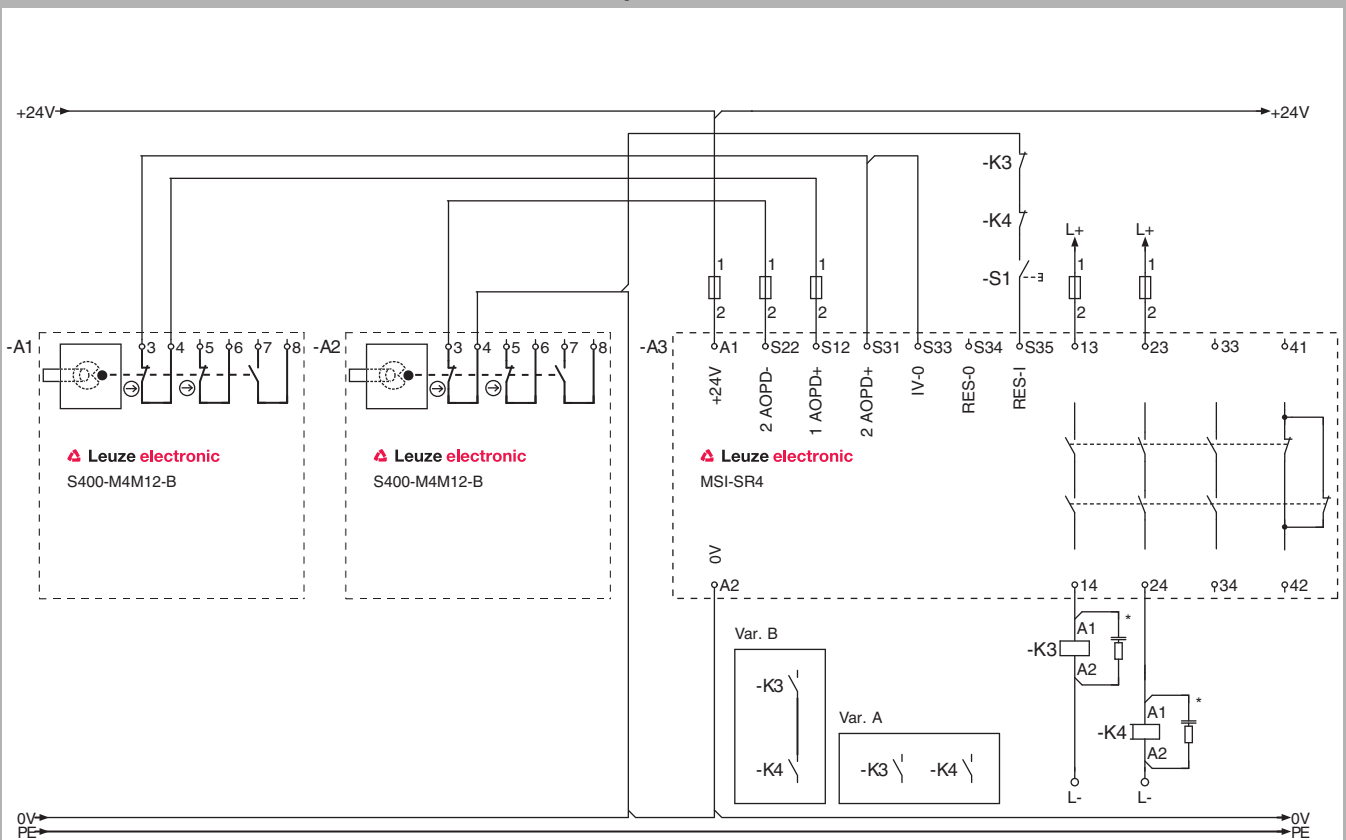 +24V +24V
-K3
-K4
L+ L+
-S1
1 1 1 1 1
2 2 2 2 2
-A1 3 4 5 6 7 8 -A2 3 4 5 6 7 8 -A3 A1 S22 S12 S31 S33 S34 S35 13 23 33 41
+24V 2 AOPD- 1 AOPD+ 2 AOPD+ IV-0 RES-0 RES-I
Leuze electronic Leuze electronic Leuze electronic
S400-M4M12-B S400-M4M12-B MSI-SR4
0V
A2 14 24 34 42
Var. B
-K3 A1 *
A2
-K3
-K4
Var. A
-K3 -K4
-K4 A1 *
A2
L- L-
0V 0V
PE PE